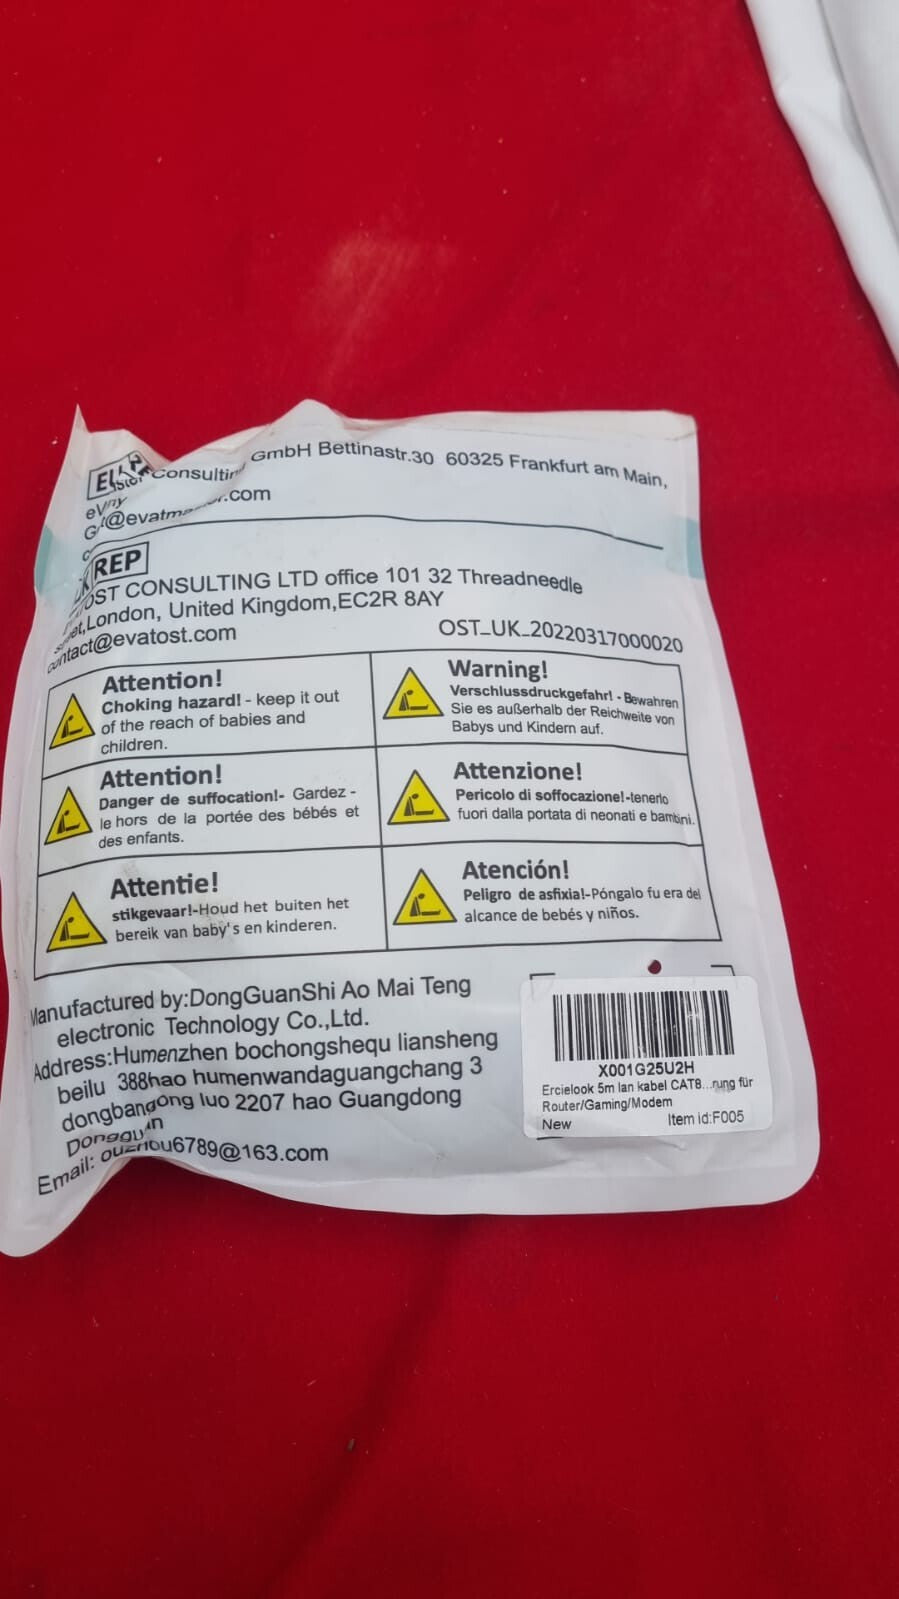 GmbH Bettinastr.30 60325 Frankfurt am Main,
Consulting
.com
REP
OST CONSULTING LTD office 101 32 Threadneedle
London, United Kingdom,EC2R 8AY
contact@evatost.com
OST_UK_20220317000020
Attention!
Choking hazard! - keep it out
of the reach of babies and
children.
Warning!
Verschlussdruckgefahr! - Bewahren
Sie es außerhalb der Reichweite von
Babys und Kindern auf.
Attention!
Danger de suffocation!- Gardez -
le hors de la portée des bébés et
des enfants.
Attenzione!
Pericolo di soffocazione!-tenerlo
fuori dalla portata di neonati e bambini.
Attentie!
stikgevaar!-Houd het buiten het
bereik van baby's en kinderen.
Atención!
Peligro de asfixia!-Póngalo fu era del
alcance de bebés y niños.
Manufactured by:DongGuanShi Ao Mai Teng
electronic Technology Co.,Ltd.
Address:Humenzhen bochongshequ liansheng
beilu 388hao humenwandaguangchang 3
dongbangong luo 2207 hao Guangdong
Dongguan
Email: ouzhou6789@163.com
X001G25U2H
Ercielook 5m lan kabel CAT8...rung für
Router/Gaming/Modem
New
Item id:F005